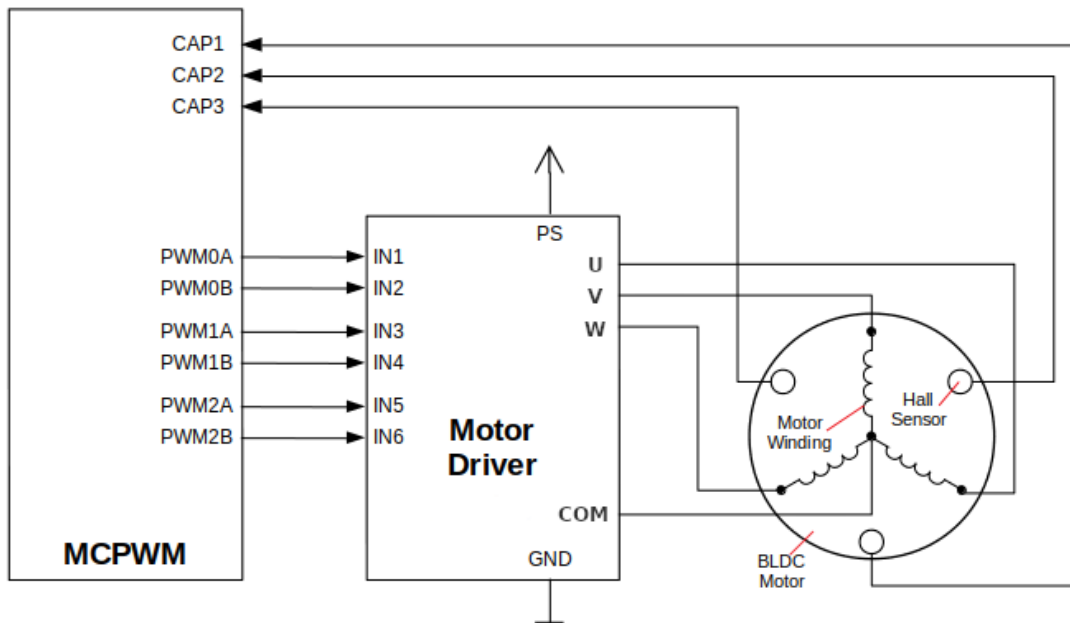 CAP1
CAP2
CAP3
PWM0A
PWM0B
PWM1A
PWM1B
PWM2A
PWM2B
MCPWM
IN1
IN2
IN3
IN4
IN5
IN6
PS
U
V
W
Motor
Driver
COM
GND
Motor
Winding
Hall
Sensor
BLDC
Motor